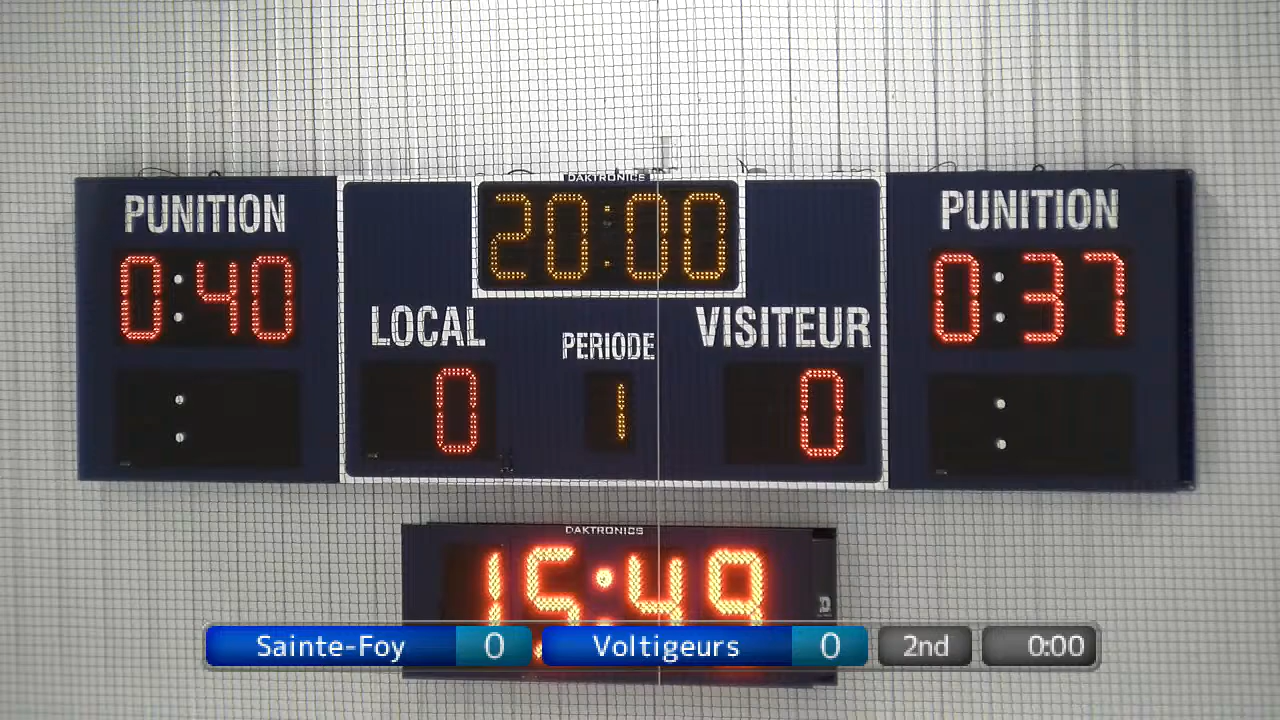 DAKTRONICS
PUNITION
20:00
PUNITION
0:40
0:37
LOCAL
PERIODE
VISITEUR
0
1
0
DAKTRONICS
15:49
Sainte-Foy 0 Voltigeurs 0 2nd 0:00